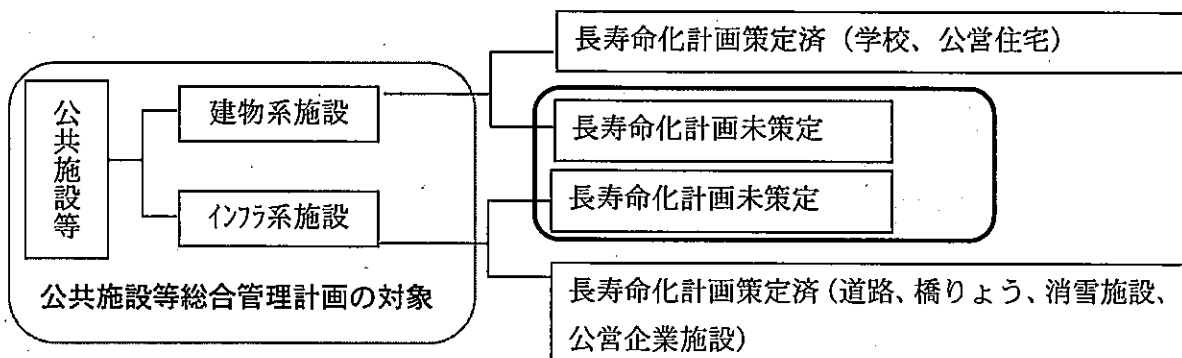 長寿命化計画策定済（学校、公営住宅）
公共施設等
建物系施設
長寿命化計画未策定
長寿命化計画未策定
インフラ系施設
公共施設等総合管理計画の対象
長寿命化計画策定済（道路、橋りょう、消雪施設、
公営企業施設）